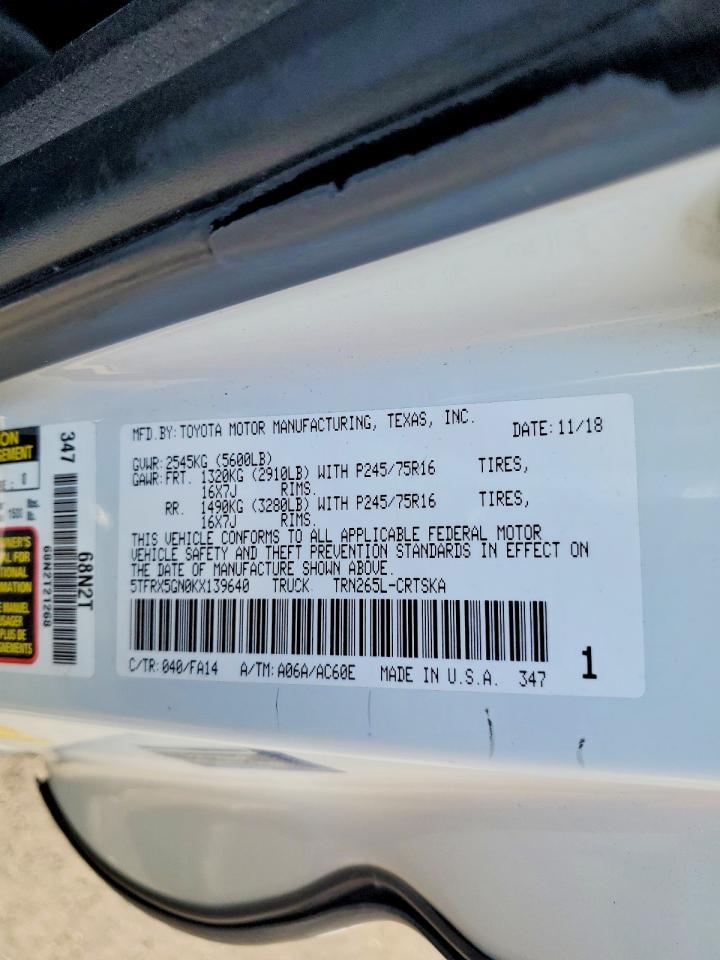 MFD.BY: TOYOTA MOTOR MANUFACTURING, TEXAS, INC. DATE: 11/18
GVWR: 2545KG (5600LB)
GAWR: FRT. 1320KG (2910LB) WITH P245/75R16 TIRES,
16X7J RIMS.
RR. 1490KG (3280LB) WITH P245/75R16 TIRES,
16X7J RIMS.
THIS VEHICLE CONFORMS TO ALL APPLICABLE FEDERAL MOTOR
VEHICLE SAFETY AND THEFT PREVENTION STANDARDS IN EFFECT ON
THE DATE OF MANUFACTURE SHOWN ABOVE.
5TFRX5GN0KX139640 TRUCK TRN265L-CRTSKA
C/TR: 040/FA14 A/TM: A06A/AC60E MADE IN U.S.A. 347 1
347
68N2T
68N2121268